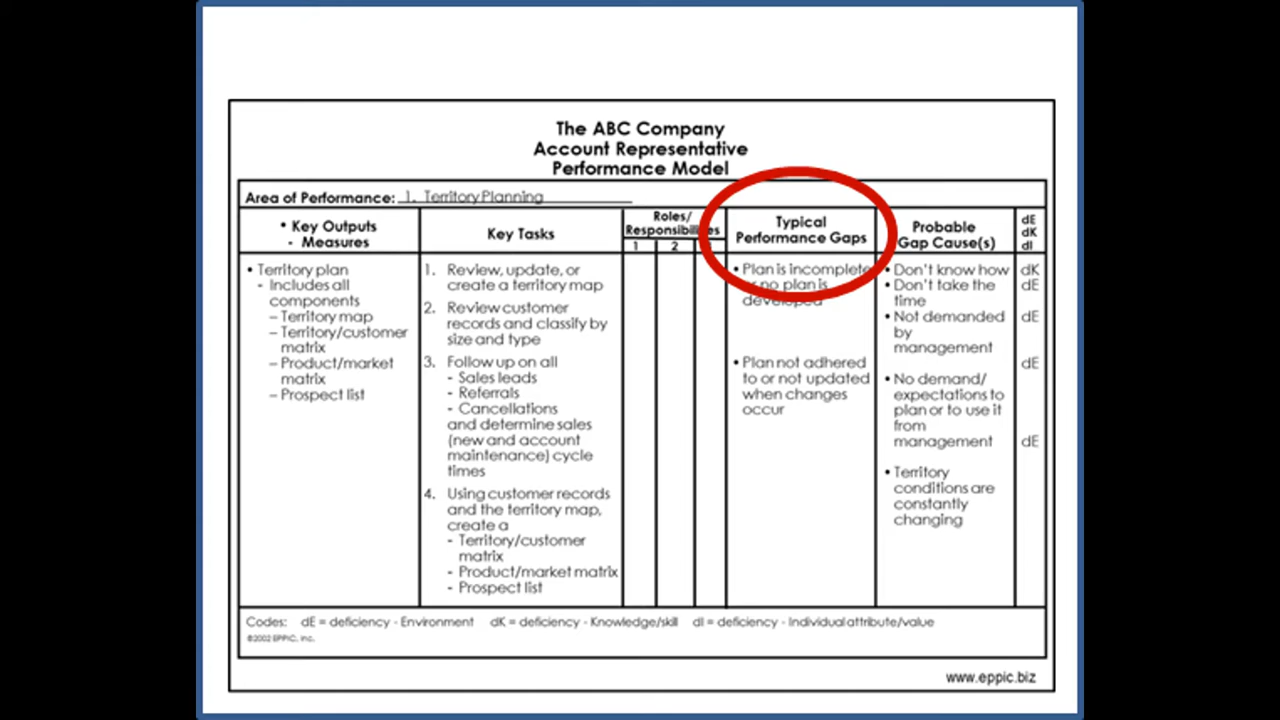 The ABC Company
Account Representative
Performance Model
Area of Performance: 1. Territory Planning
• Key Outputs
- Measures
Key Tasks
Roles/
Responsibilities
1 2
Typical
Performance Gaps
Probable
Gap Cause(s)
dE
dK
dI
• Territory plan
- Includes all
components
– Territory map
– Territory/customer
matrix
– Product/market
matrix
– Prospect list
1. Review, update, or
create a territory map
2. Review customer
records and classify by
size and type
3. Follow up on all
- Sales leads
- Referrals
- Cancellations
and determine sales
(new and account
maintenance) cycle
times
4. Using customer records
and the territory map,
create a
- Territory/customer
matrix
- Product/market matrix
- Prospect list
• Plan is incomplete
or no plan is
developed
• Plan not adhered
to or not updated
when changes
occur
• Don't know how
• Don't take the
time
• Not demanded
by
management
• No demand/
expectations to
plan or to use it
from
management
• Territory
conditions are
constantly
changing
dK
dE
dE
dE
dE
Codes: dE = deficiency - Environment dK = deficiency - Knowledge/skill dI = deficiency - Individual attribute/value
©2002 EPPIC, Inc.
www.eppic.biz